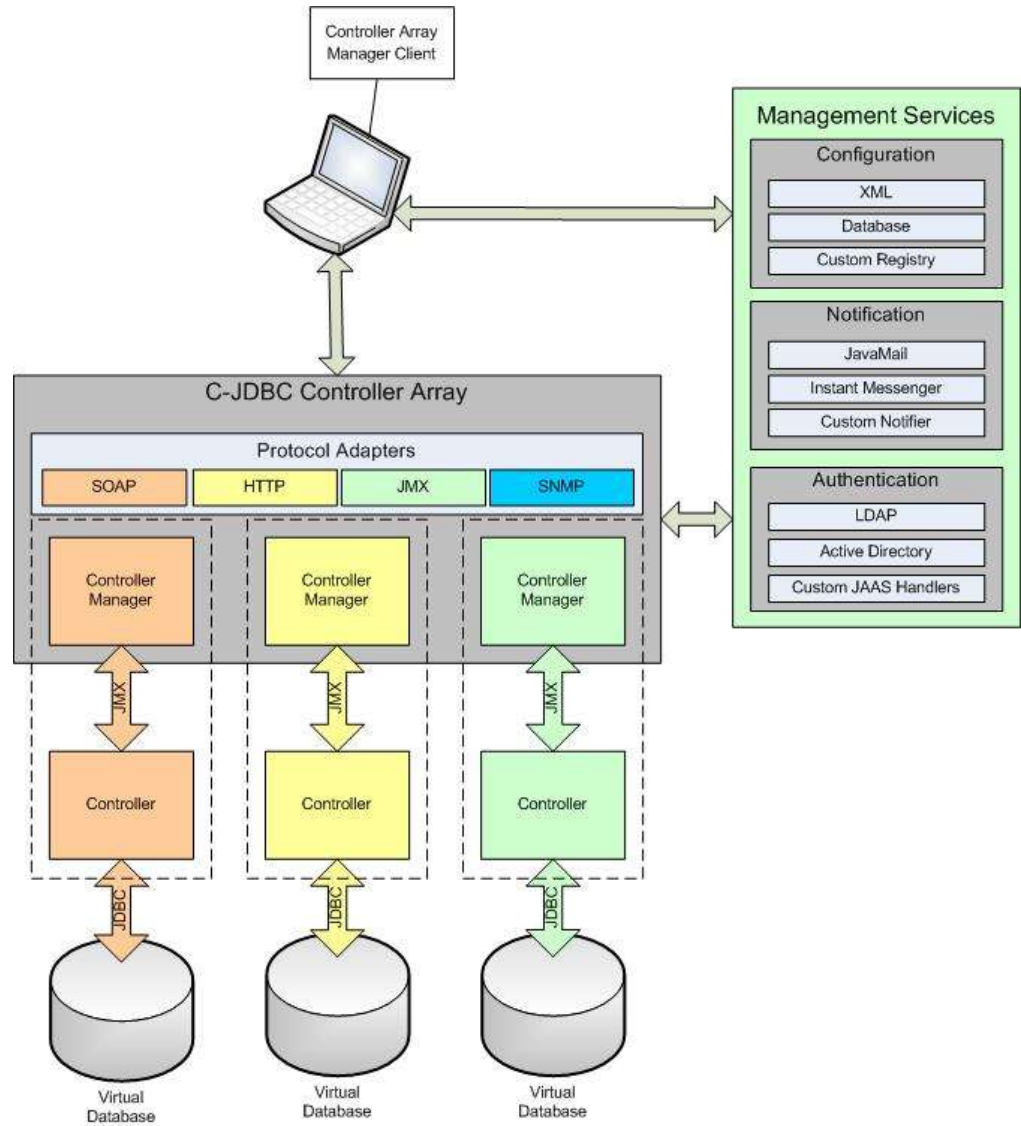 Controller Array
Manager Client
Management Services
Configuration
XML
Database
Custom Registry
Notification
JavaMail
Instant Messenger
Custom Notifier
Authentication
LDAP
Active Directory
Custom JAAS Handlers
C-JDBC Controller Array
Protocol Adapters
SOAP
HTTP
JMX
SNMP
Controller
Manager
Controller
Manager
Controller
Manager
JMX
JMX
JMX
Controller
Controller
Controller
JDBC
JDBC
JDBC
Virtual
Database
Virtual
Database
Virtual
Database